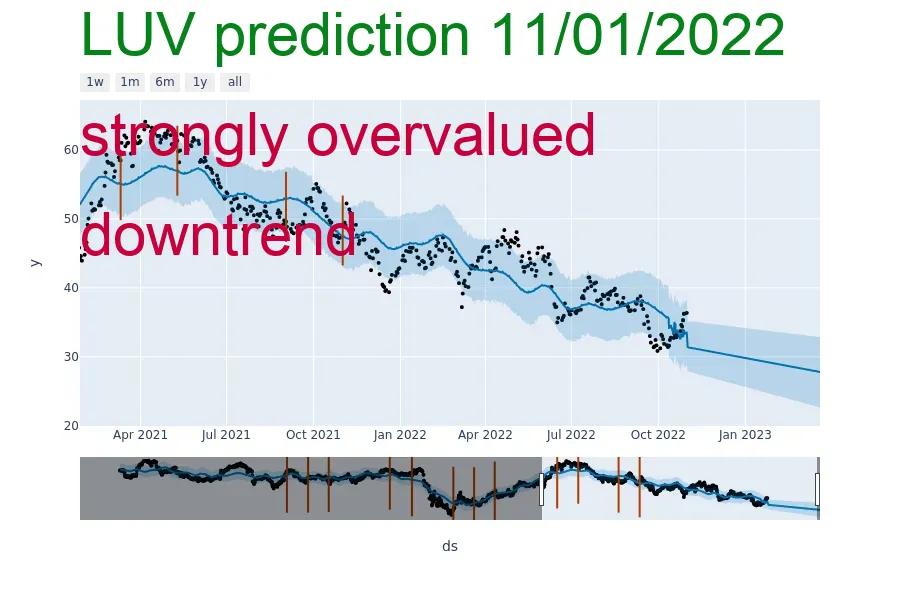 LUV prediction 11/01/2022
1w 1m 6m 1y all
strongly overvalued
60
50
downtrend
y
40
30
20
Apr 2021 Jul 2021 Oct 2021 Jan 2022 Apr 2022 Jul 2022 Oct 2022 Jan 2023
ds